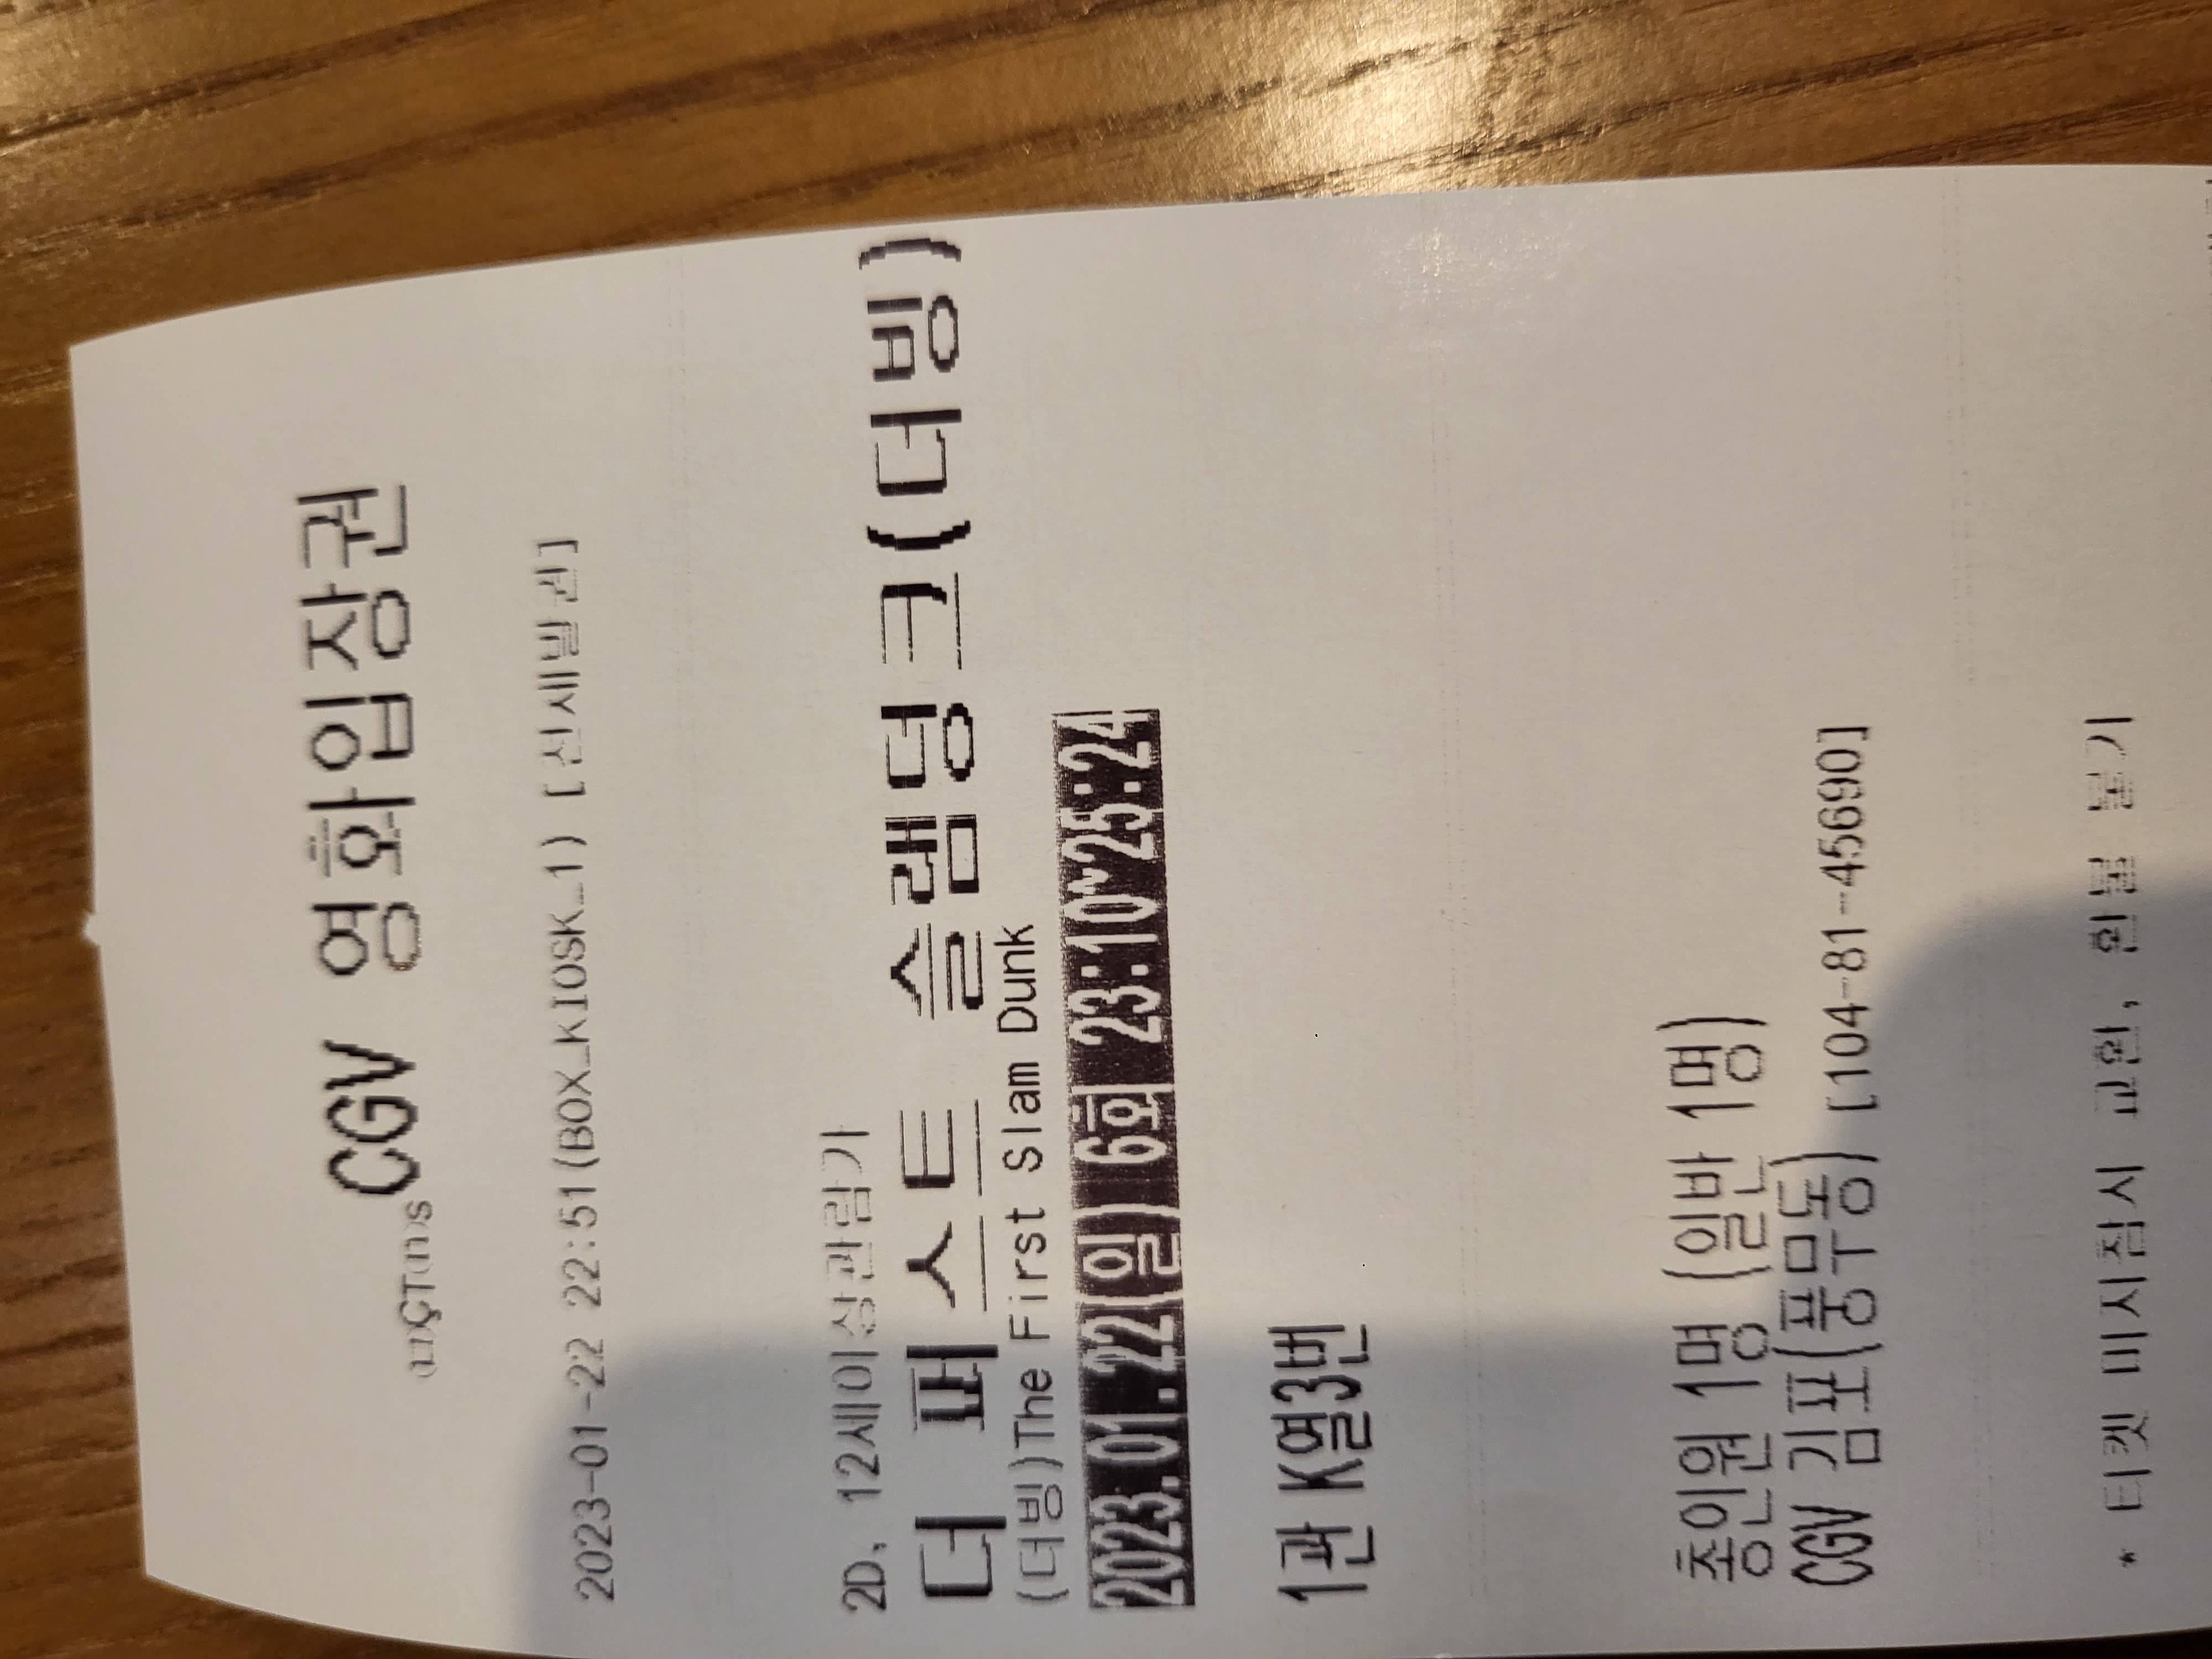 CGV 영화입장권
2023-01-22 22:51(BOX_KIOSK_1) [신세발권]
2D, 12세이상관람가
더 퍼스트 슬램덩크(더빙)
(더빙)The First Slam Dunk
2023.01.22(일) 6회 23:10~25:24
1관 K열3번
총인원 1명 (일반 1명)
CGV 김포(풍무동) [104-81-45690]
* 티켓 미지참시 교환, 환불 불가